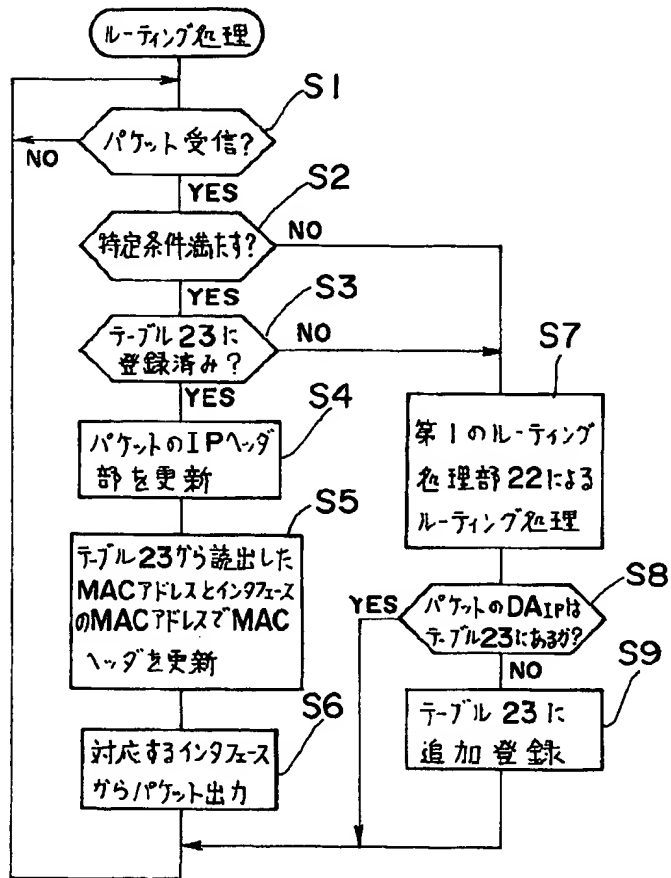 ルーティング処理
S1
パケット受信?
NO
YES
S2
特定条件満たす?
NO
YES
S3
テーブル23に
登録済み?
NO
YES
S4
パケットのIPヘッダ
部を更新
S5
テーブル23から読出した
MACアドレスとインタフェース
のMACアドレスでMAC
ヘッダを更新
S6
対応するインタフェース
からパケット出力
S7
第1のルーティング
処理部22による
ルーティング処理
S8
パケットのDAIPは
テーブル23にあるか?
YES
NO
S9
テーブル23に
追加登録